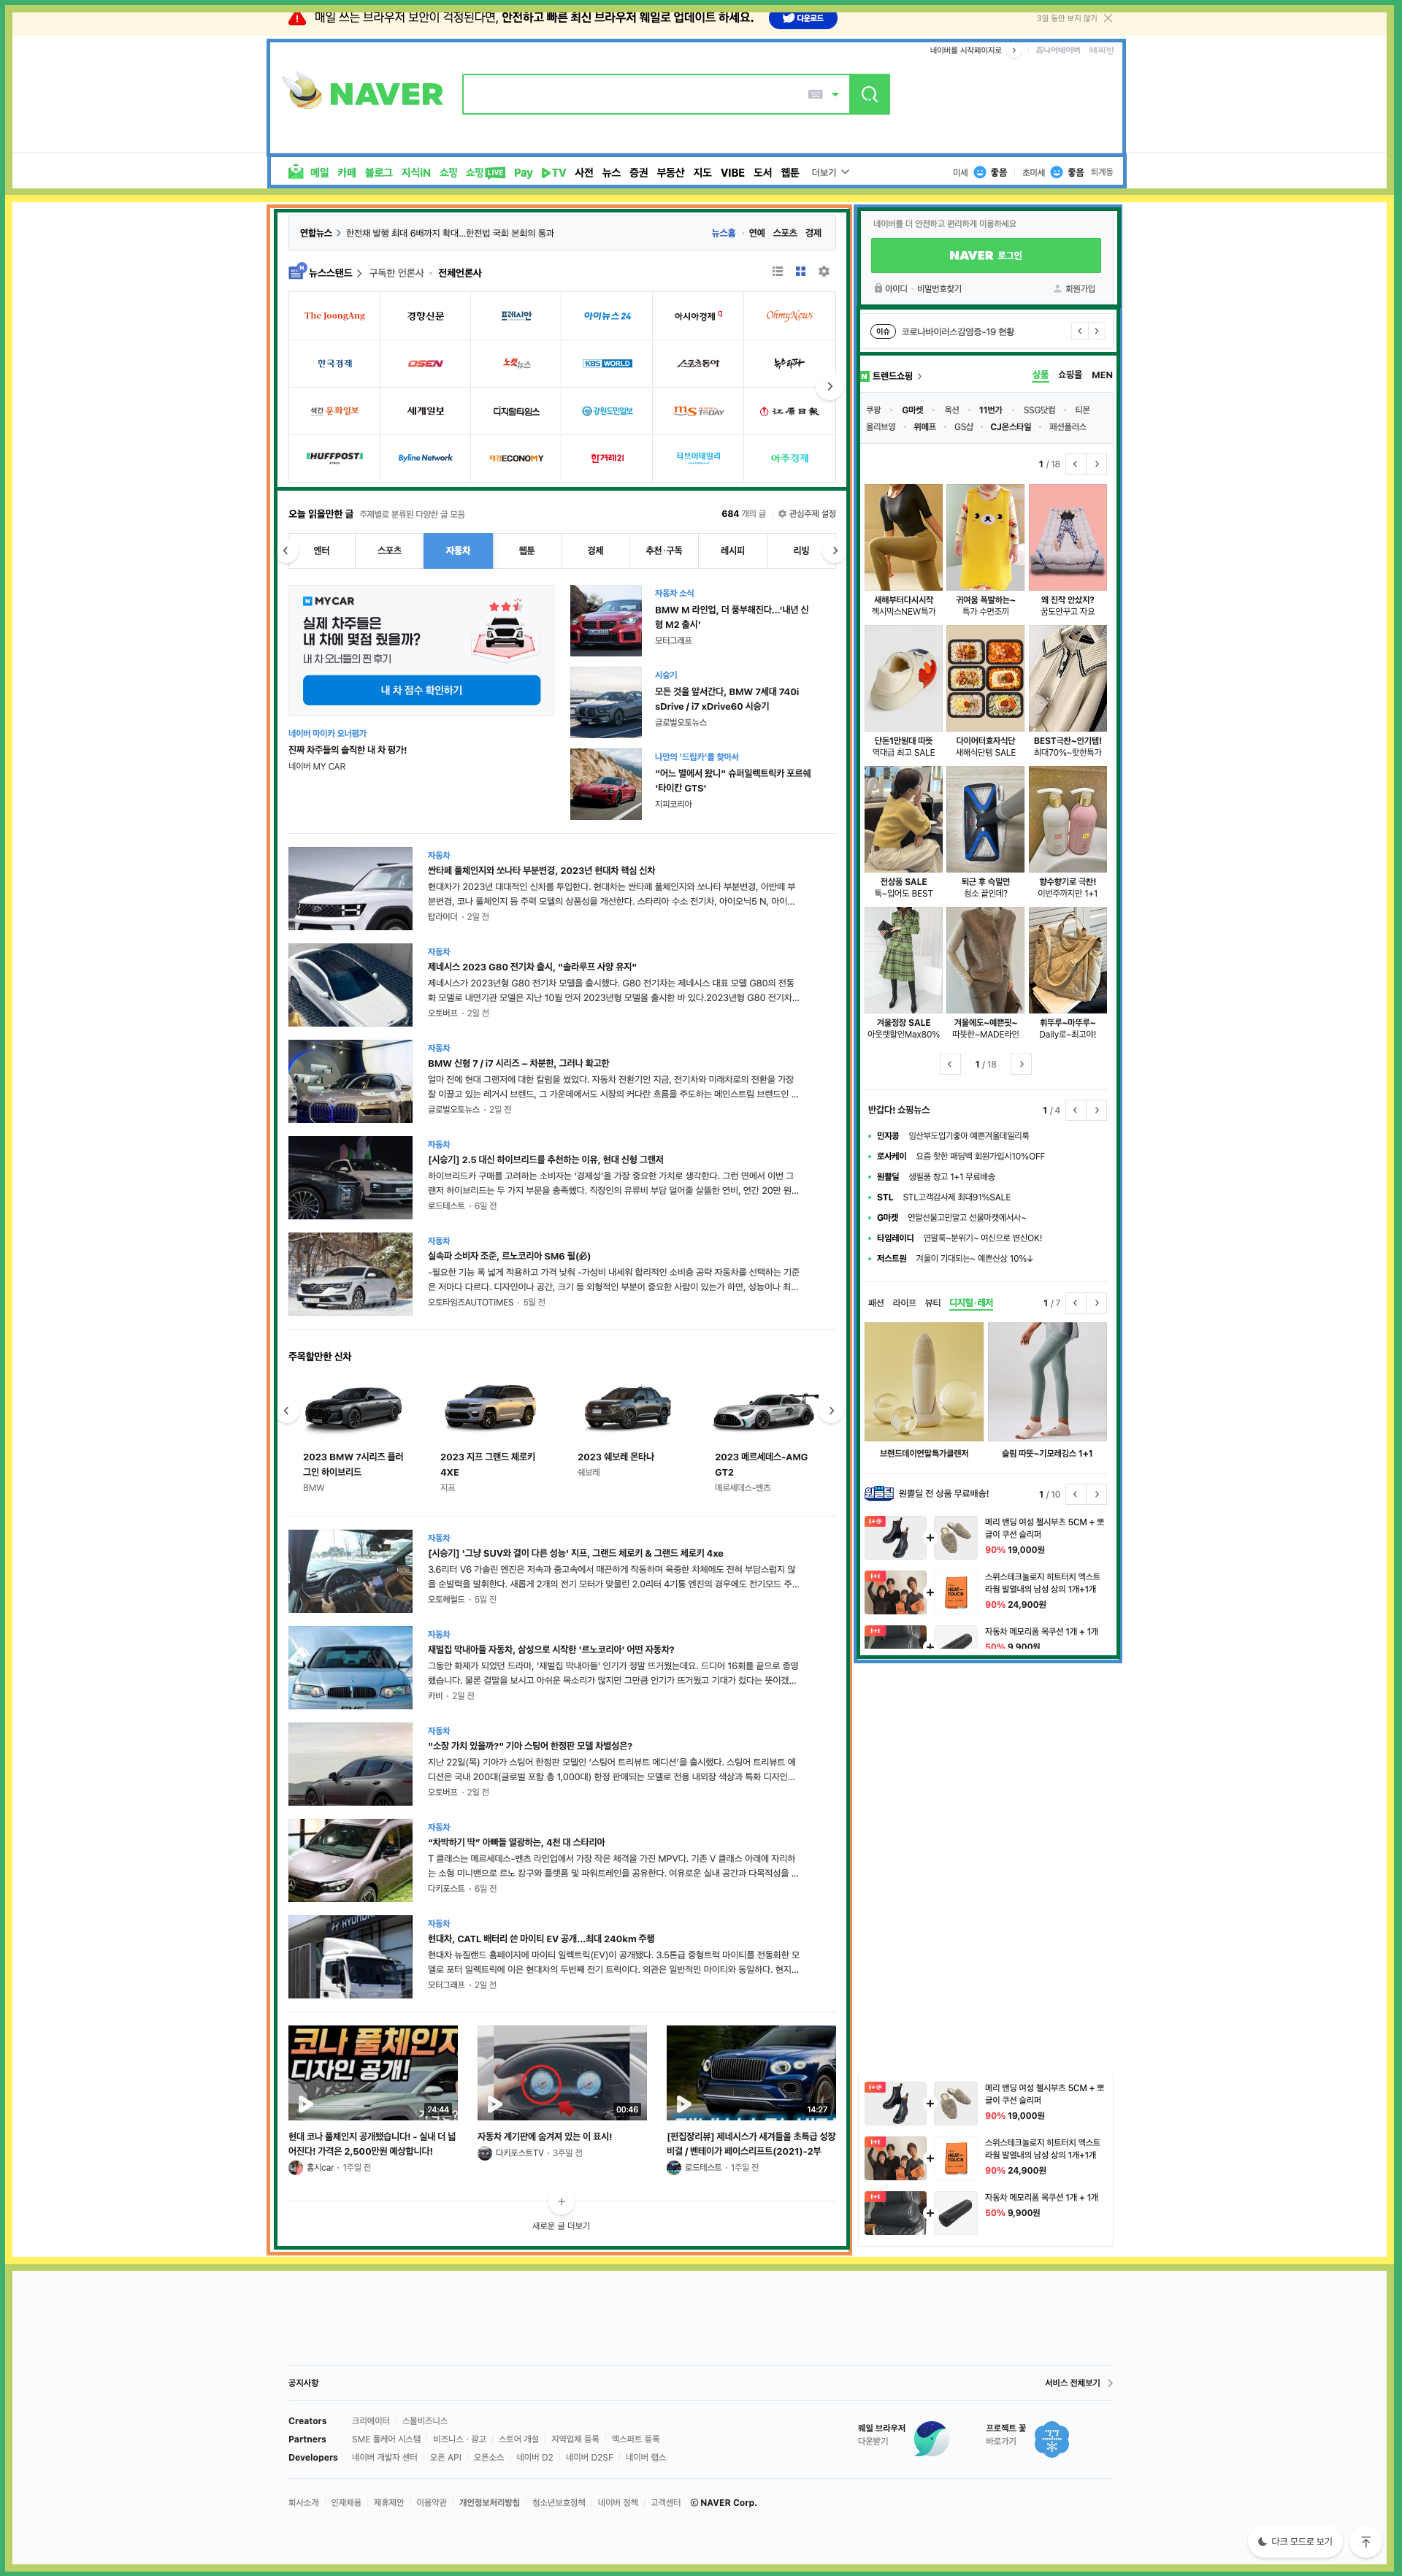 매일 쓰는 브라우저 보안이 걱정된다면, 안전하고 빠른 최신 브라우저 웨일로 업데이트 하세요. 다운로드
3일 동안 보지 않기
네이버를 시작페이지로 쥬니어네이버 해피빈
NAVER
메일 카페 블로그 지식iN 쇼핑 쇼핑LIVE Pay TV 사전 뉴스 증권 부동산 지도 VIBE 도서 웹툰 더보기
미세 좋음 초미세 좋음 퇴계동
연합뉴스 한전채 발행 최대 6배까지 확대…한전법 국회 본회의 통과 뉴스홈 연예 스포츠 경제
뉴스스탠드 구독한 언론사 전체언론사
The JoongAng 경향신문 프레시안 아이뉴스24 아시아경제 OhmyNews
한국경제 OSEN 노컷뉴스 KBS WORLD 스포츠동아 뉴스타파
석간 문화일보 세계일보 디지털타임스 강원도민일보 MS TODAY 江原日報
HUFFPOST Byline Network 매경ECONOMY 한겨레21 티브이데일리 아주경제
오늘 읽을만한 글 주제별로 분류된 다양한 글 모음 684 개의 글 관심주제 설정
엔터 스포츠 자동차 웹툰 경제 추천·구독 레시피 리빙
N MYCAR
실제 차주들은
내 차에 몇점 줬을까?
내 차 오너들의 찐 후기
내 차 점수 확인하기
네이버 마이카 오너평가
진짜 차주들의 솔직한 내 차 평가!
네이버 MY CAR
자동차 소식
BMW M 라인업, 더 풍부해진다…'내년 신
형 M2 출시'
모터그래프
시승기
모든 것을 앞서간다, BMW 7세대 740i
sDrive / i7 xDrive60 시승기
글로벌오토뉴스
나만의 '드림카'를 찾아서
"어느 별에서 왔니" 슈퍼일렉트릭카 포르쉐
'타이칸 GTS'
지피코리아
자동차
싼타페 풀체인지와 쏘나타 부분변경, 2023년 현대차 핵심 신차
현대차가 2023년 대대적인 신차를 투입한다. 현대차는 싼타페 풀체인지와 쏘나타 부분변경, 아반떼 부
분변경, 코나 풀체인지 등 주력 모델의 상품성을 개선한다. 스타리아 수소 전기차, 아이오닉5 N, 아이…
탑라이더 · 2일 전
자동차
제네시스 2023 G80 전기차 출시, "솔라루프 사양 유지"
제네시스가 2023년형 G80 전기차 모델을 출시했다. G80 전기차는 제네시스 대표 모델 G80의 전동
화 모델로 내연기관 모델은 지난 10월 먼저 2023년형 모델을 출시한 바 있다.2023년형 G80 전기차…
오토버프 · 2일 전
자동차
BMW 신형 7 / i7 시리즈 – 차분한, 그러나 확고한
얼마 전에 현대 그랜저에 대한 칼럼을 썼었다. 자동차 전환기인 지금, 전기차와 미래차로의 전환을 가장
잘 이끌고 있는 레거시 브랜드, 그 가운데에서도 시장의 커다란 흐름을 주도하는 메인스트림 브랜드인 …
글로벌오토뉴스 · 2일 전
자동차
[시승기] 2.5 대신 하이브리드를 추천하는 이유, 현대 신형 그랜저
하이브리드카 구매를 고려하는 소비자는 '경제성'을 가장 중요한 가치로 생각한다. 그런 면에서 이번 그
랜저 하이브리드는 두 가지 부문을 충족했다. 직장인의 유류비 부담 덜어줄 살뜰한 연비, 연간 20만 원…
로드테스트 · 6일 전
자동차
실속파 소비자 조준, 르노코리아 SM6 필(必)
-필요한 기능 폭 넓게 적용하고 가격 낮춰 -가성비 내세워 합리적인 소비층 공략 자동차를 선택하는 기준
은 저마다 다르다. 디자인이나 공간, 크기 등 외형적인 부분이 중요한 사람이 있는가 하면, 성능이나 최…
오토타임즈AUTOTIMES · 5일 전
주목할만한 신차
2023 BMW 7시리즈 플러
그인 하이브리드
BMW
2023 지프 그랜드 체로키
4XE
지프
2023 쉐보레 몬타나
쉐보레
2023 메르세데스-AMG
GT2
메르세데스-벤츠
자동차
[시승기] '그냥 SUV와 결이 다른 성능' 지프, 그랜드 체로키 & 그랜드 체로키 4xe
3.6리터 V6 가솔린 엔진은 저속과 중고속에서 매끈하게 작동하며 육중한 차체에도 전혀 부담스럽지 않
을 순발력을 발휘한다. 새롭게 2개의 전기 모터가 맞물린 2.0리터 4기통 엔진의 경우에도 전기모드 주…
오토헤럴드 · 5일 전
자동차
재벌집 막내아들 자동차, 삼성으로 시작한 '르노코리아' 어떤 자동차?
그동안 화제가 되었던 드라마, '재벌집 막내아들' 인기가 정말 뜨거웠는데요. 드디어 16회를 끝으로 종영
했습니다. 물론 결말을 보시고 아쉬운 목소리가 많지만 그만큼 인기가 뜨거웠고 기대가 컸다는 뜻이겠…
카비 · 2일 전
자동차
"소장 가치 있을까?" 기아 스팅어 한정판 모델 차별성은?
지난 22일(목) 기아가 스팅어 한정판 모델인 '스팅어 트리뷰트 에디션'을 출시했다. 스팅어 트리뷰트 에
디션은 국내 200대(글로벌 포함 총 1,000대) 한정 판매되는 모델로 전용 내외장 색상과 특화 디자인…
오토버프 · 2일 전
자동차
"차박하기 딱" 아빠들 열광하는, 4천 대 스타리아
T 클래스는 메르세데스-벤츠 라인업에서 가장 작은 체격을 가진 MPV다. 기존 V 클래스 아래에 자리하
는 소형 미니밴으로 르노 캉구와 플랫폼 및 파워트레인을 공유한다. 여유로운 실내 공간과 다목적성을 …
다키포스트 · 6일 전
자동차
현대차, CATL 배터리 쓴 마이티 EV 공개…최대 240km 주행
현대차 뉴질랜드 홈페이지에 마이티 일렉트릭(EV)이 공개됐다. 3.5톤급 중형트럭 마이티를 전동화한 모
델로 포터 일렉트릭에 이은 현대차의 두번째 전기 트럭이다. 외관은 일반적인 마이티와 동일하다. 현지…
모터그래프 · 2일 전
코나 풀체인지
디자인 공개!
24:44
00:46
14:27
현대 코나 풀체인지 공개됐습니다! - 실내 더 넓
어진다! 가격은 2,500만원 예상합니다!
홍시car · 1주일 전
자동차 계기판에 숨겨져 있는 이 표시!
다키포스트TV · 3주일 전
[편집장리뷰] 제네시스가 새겨들을 초특급 성장
비결 / 벤테이가 페이스리프트(2021)-2부
로드테스트 · 1주일 전
새로운 글 더보기
네이버를 더 안전하고 편리하게 이용하세요
NAVER 로그인
아이디 · 비밀번호찾기 회원가입
이슈 코로나바이러스감염증-19 현황
N 트렌드쇼핑 상품 쇼핑몰 MEN
쿠팡 G마켓 옥션 11번가 SSG닷컴 티몬
올리브영 위메프 GS샵 CJ온스타일 패션플러스
1 / 18
새해부터다시시작 귀여움 폭발하는~ 왜 진작 안샀지?
젝시믹스NEW특가 특가 수면조끼 꿈도안꾸고 자요
단돈1만원대 따뜻 다이어터효자식단 BEST극찬~인기템!
역대급 최고 SALE 새해식단템 SALE 최대70%~핫한특가
전상품 SALE 퇴근 후 슥밀면 향수향기로 극찬!
툭~입어도 BEST 청소 끝인데? 이번주까지만 1+1
겨울정장 SALE 겨울에도~예쁜핏~ 휘뚜루~마뚜루~
아웃렛할인Max80% 따뜻한~MADE라인 Daily로~최고야!
1 / 18
반갑다! 쇼핑뉴스 1 / 4
민지콩 임산부도입기좋아 예쁜겨울데일리룩
로사케이 요즘 핫한 패딩백 회원가입시10%OFF
원쁠딜 생필품 창고 1+1 무료배송
STL STL고객감사제 최대91%SALE
G마켓 연말선물고민말고 선물마켓에서사~
타임레이디 연말룩~분위기~ 여신으로 변신OK!
저스트원 겨울이 기대되는~ 예쁜신상 10%↓
패션 라이프 뷰티 디지털·레저 1 / 7
브랜드데이연말특가클렌저 슬림 따뜻~기모레깅스 1+1
원쁠딜 원쁠딜 전 상품 무료배송! 1 / 10
메리 밴딩 여성 첼시부츠 5CM + 뽀
글이 쿠션 슬리퍼
90% 19,000원
스위스테크놀로지 히트터치 엑스트
라웜 발열내의 남성 상의 1개+1개
90% 24,900원
자동차 메모리폼 목쿠션 1개 + 1개
50% 9,900원
메리 밴딩 여성 첼시부츠 5CM + 뽀
글이 쿠션 슬리퍼
90% 19,000원
스위스테크놀로지 히트터치 엑스트
라웜 발열내의 남성 상의 1개+1개
90% 24,900원
자동차 메모리폼 목쿠션 1개 + 1개
50% 9,900원
공지사항 서비스 전체보기
Creators 크리에이터 스몰비즈니스
Partners SME 풀케어 시스템 비즈니스 · 광고 스토어 개설 지역업체 등록 엑스퍼트 등록
Developers 네이버 개발자 센터 오픈 API 오픈소스 네이버 D2 네이버 D2SF 네이버 랩스
웨일 브라우저
다운받기
프로젝트 꽃
바로가기
회사소개 인재채용 제휴제안 이용약관 개인정보처리방침 청소년보호정책 네이버 정책 고객센터 ⓒ NAVER Corp.
다크 모드로 보기